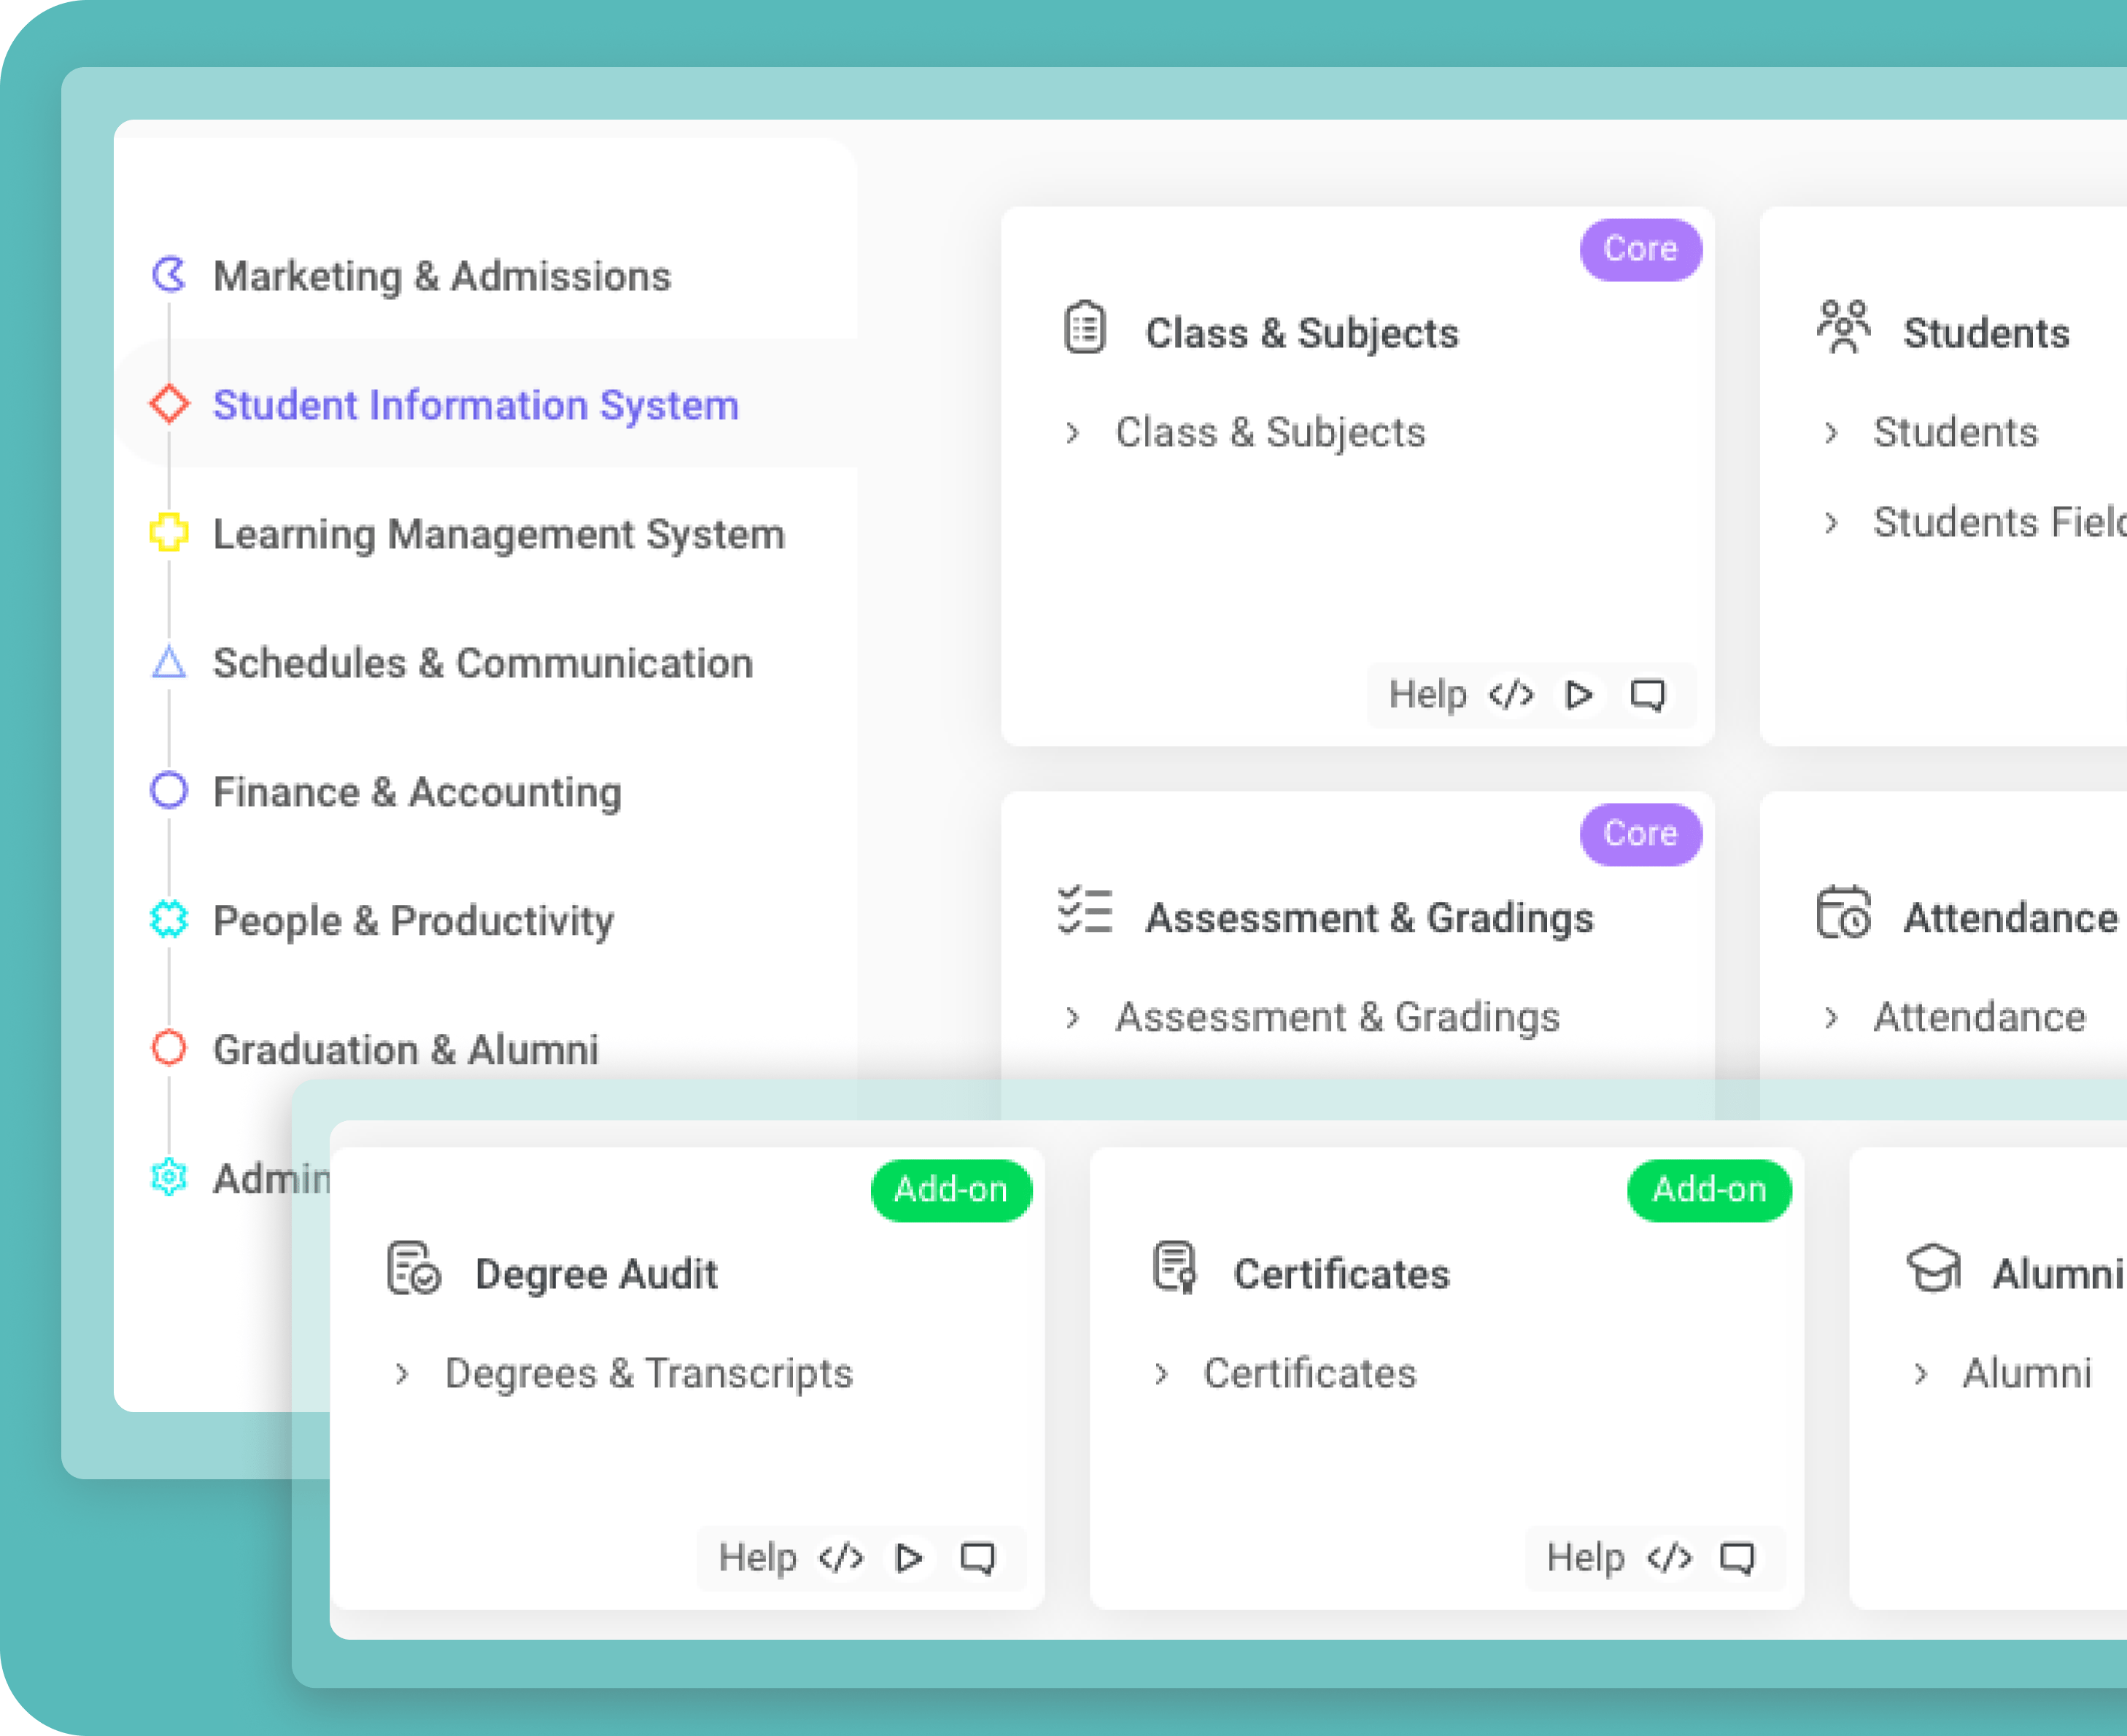 Marketing & Admissions
Student Information System
Learning Management System
Schedules & Communication
Finance & Accounting
People & Productivity
Graduation & Alumni
Core
Class & Subjects
Class & Subjects
Help
Students
Students
Students
Core
Assessment & Gradings
Assessment & Gradings
Attendance
Attendance
Add-on
Degree Audit
Degrees & Transcripts
Help
Add-on
Certificates
Certificates
Help
Alumni
Alumni